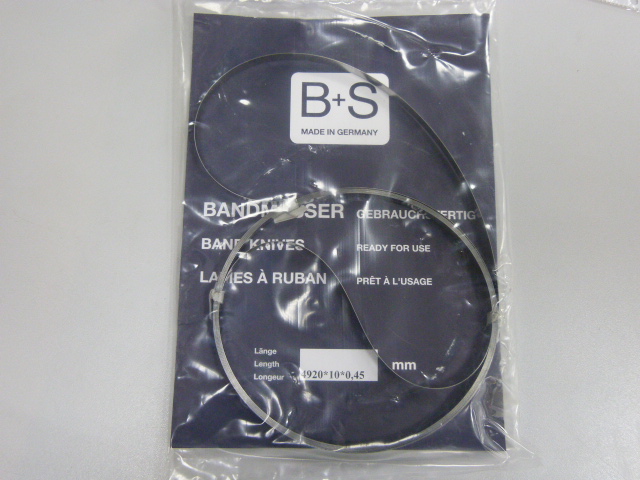 B+S
MADE IN GERMANY
BANDMESSER GEBRAUCHSFERTIG
BAND KNIVES READY FOR USE
LAMES À RUBAN PRÊT À L'USAGE
Länge
Length mm
Longeur 4920*10*0,45